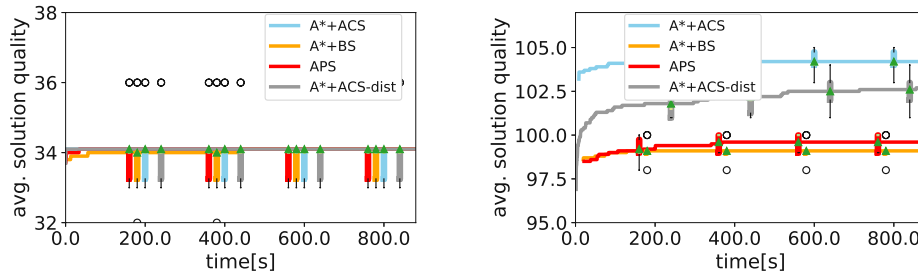 38
36
34
32
avg. solution quality
A*+ACS
A*+BS
APS
A*+ACS-dist
0.0 200.0 400.0 600.0 800.0
time[s]
105.0
102.5
100.0
97.5
95.0
avg. solution quality
A*+ACS
A*+BS
APS
A*+ACS-dist
0.0 200.0 400.0 600.0 800.0
time[s]